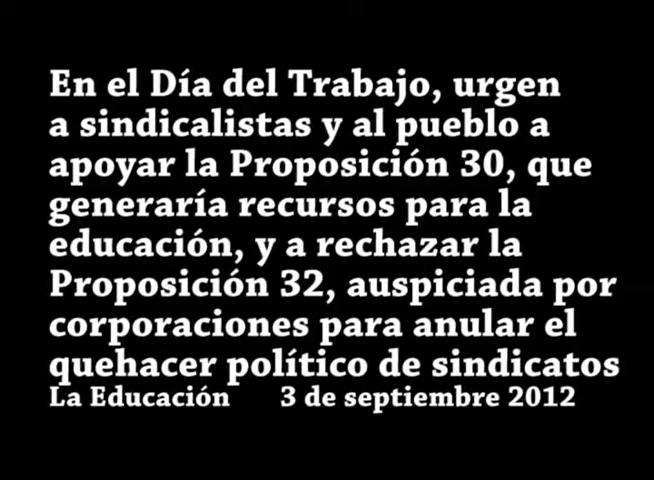 En el Día del Trabajo, urgen
a sindicalistas y al pueblo a
apoyar la Proposición 30, que
generaría recursos para la
educación, y a rechazar la
Proposición 32, auspiciada por
corporaciones para anular el
quehacer político de sindicatos
La Educación 3 de septiembre 2012